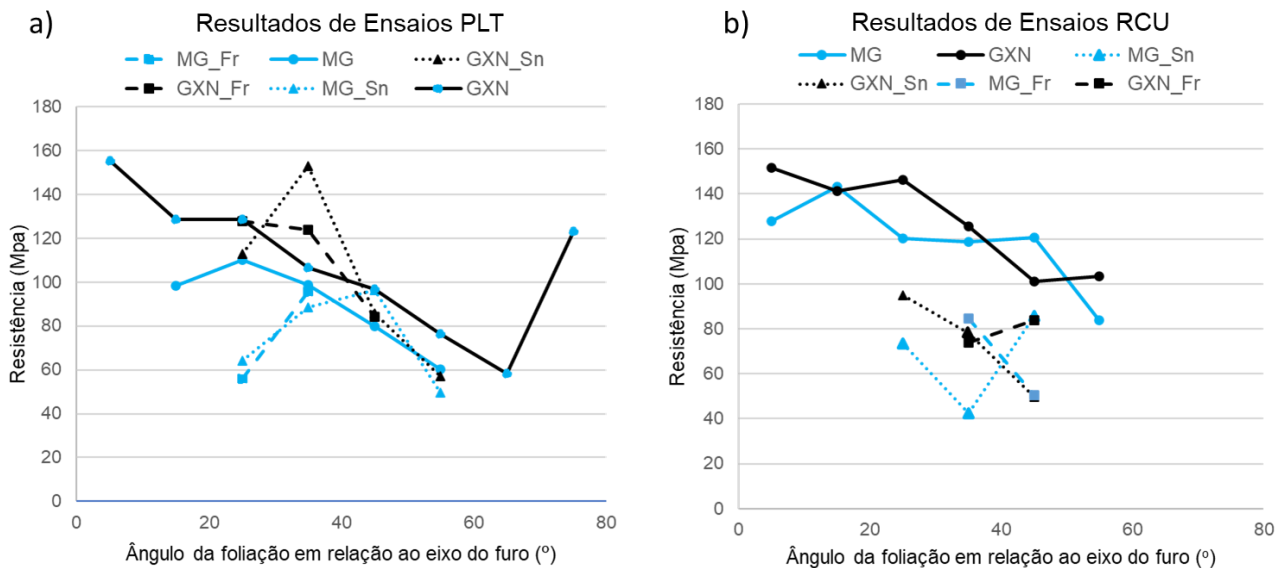 a)
Resultados de Ensaios PLT
MG_Fr MG GXN_Sn
GXN_Fr MG_Sn GXN
180
160
140
120
100
80
60
40
20
0
0 20 40 60 80
Resistência (Mpa)
Ângulo da foliação em relação ao eixo do furo (º)
b)
Resultados de Ensaios RCU
MG GXN MG_Sn
GXN_Sn MG_Fr GXN_Fr
180
160
140
120
100
80
60
40
20
0
0 20 40 60 80
Resistência (Mpa)
Ângulo da foliação em relação ao eixo do furo (º)